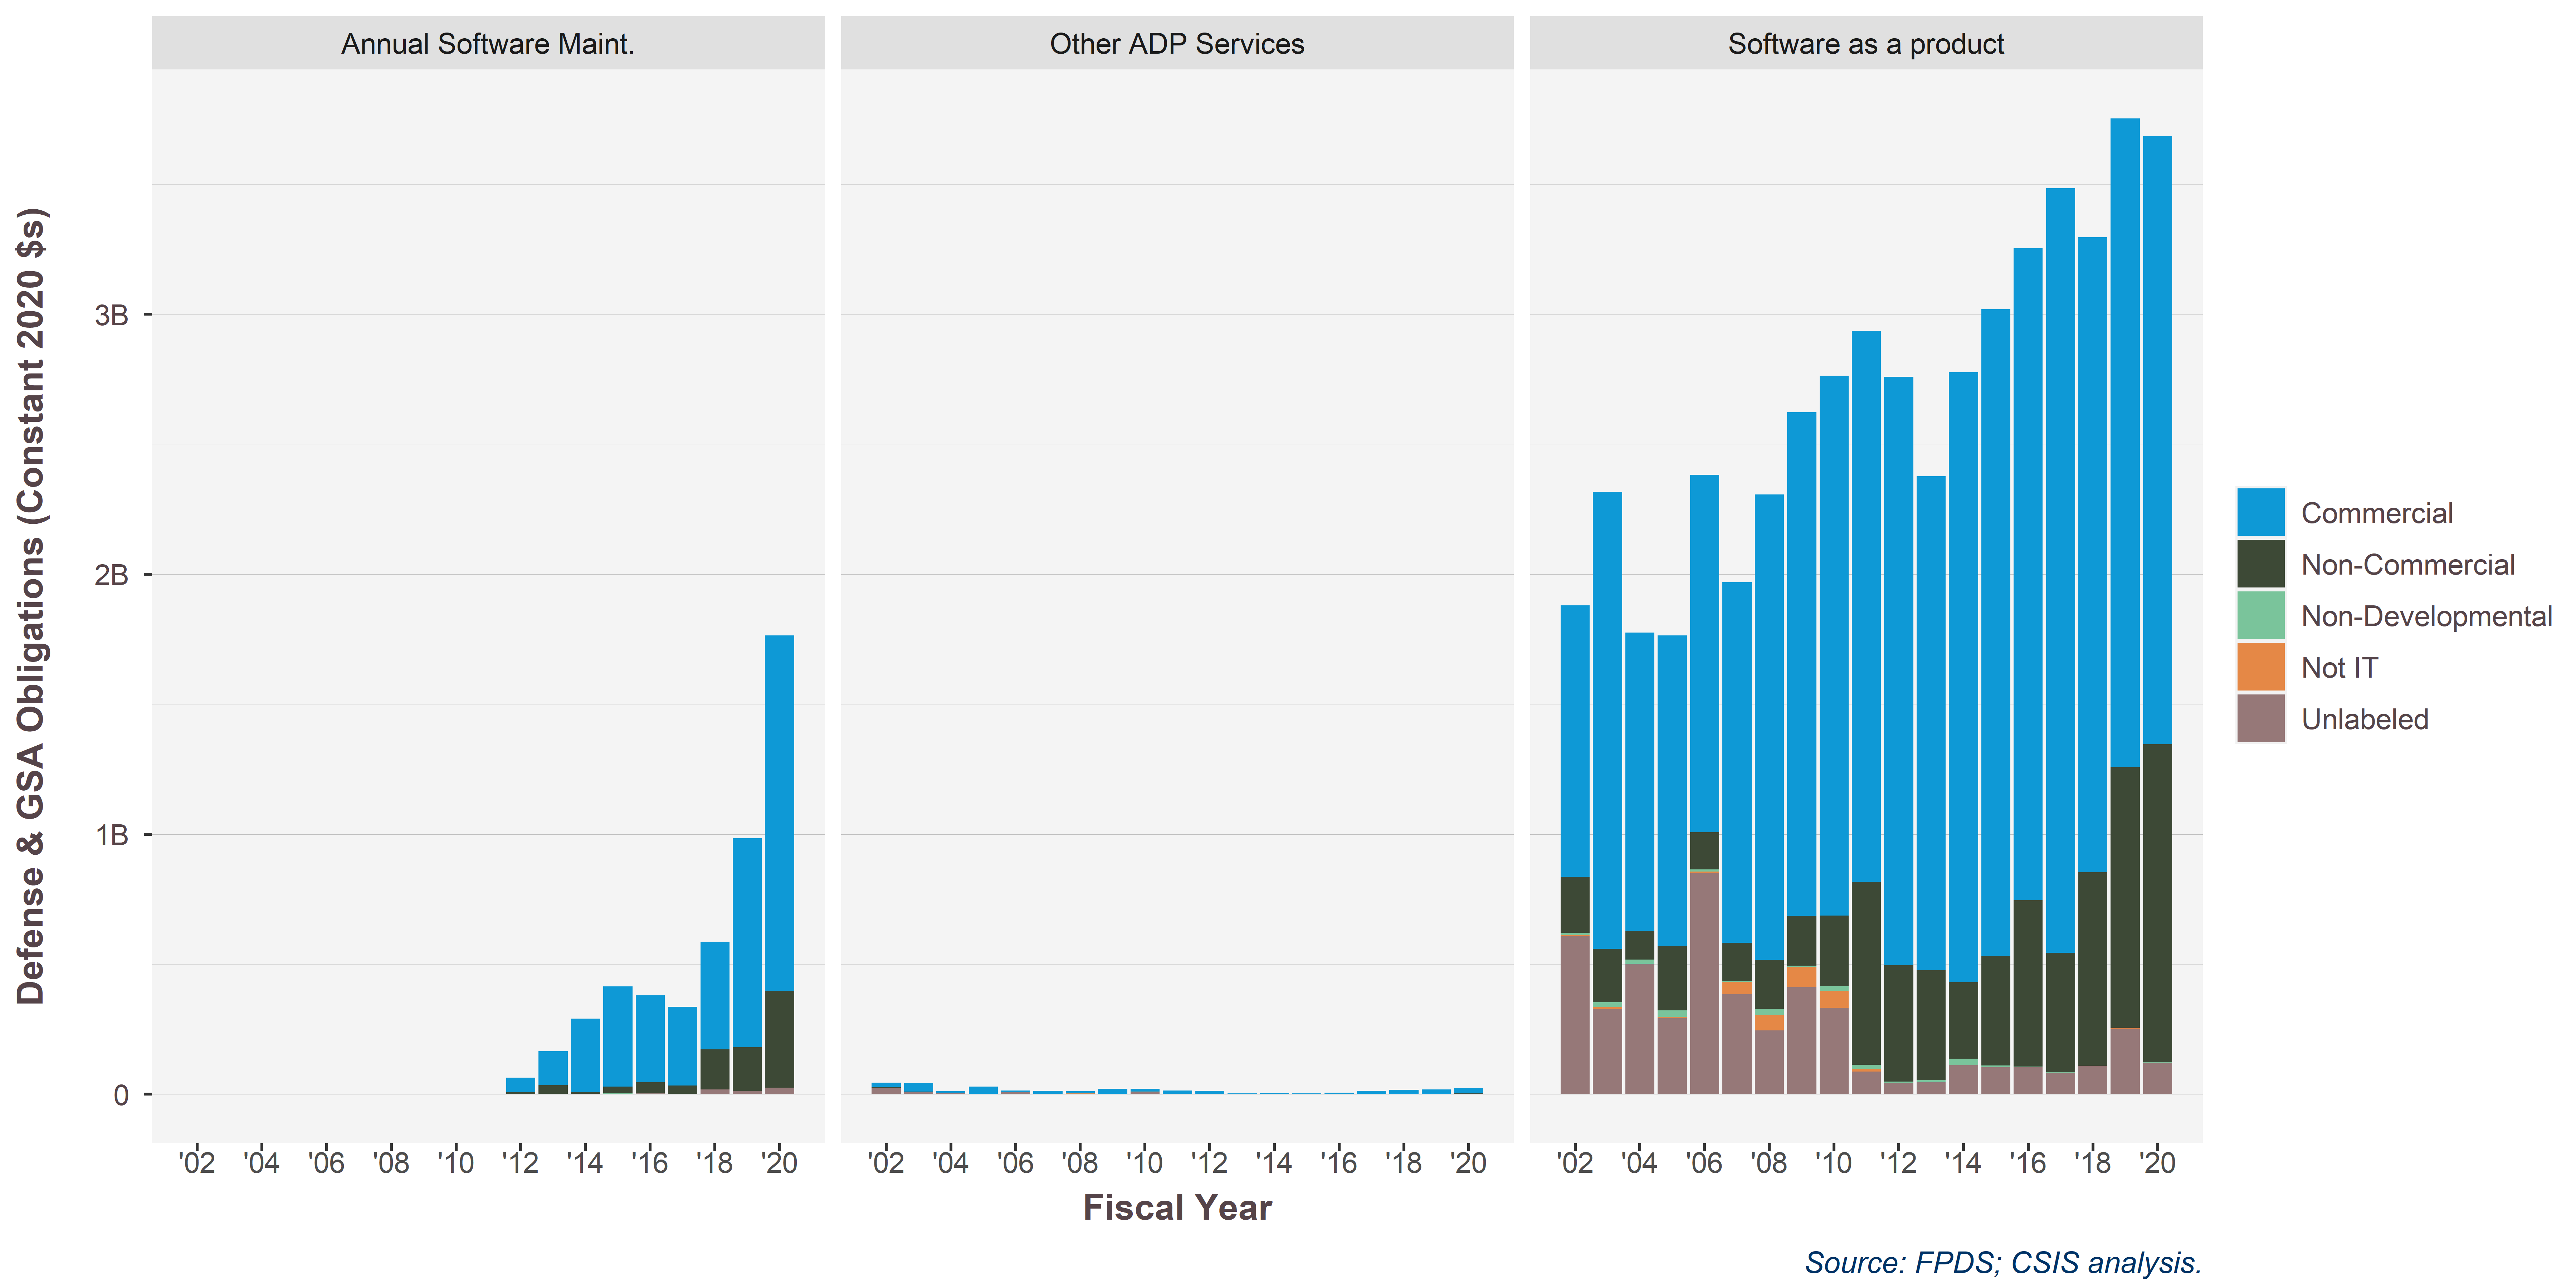 Annual Software Maint.
Other ADP Services
Software as a product
Defense & GSA Obligations (Constant 2020 $s)
3B
2B
1B
0
'02 '04 '06 '08 '10 '12 '14 '16 '18 '20
'02 '04 '06 '08 '10 '12 '14 '16 '18 '20
'02 '04 '06 '08 '10 '12 '14 '16 '18 '20
Fiscal Year
Commercial
Non-Commercial
Non-Developmental
Not IT
Unlabeled
Source: FPDS; CSIS analysis.